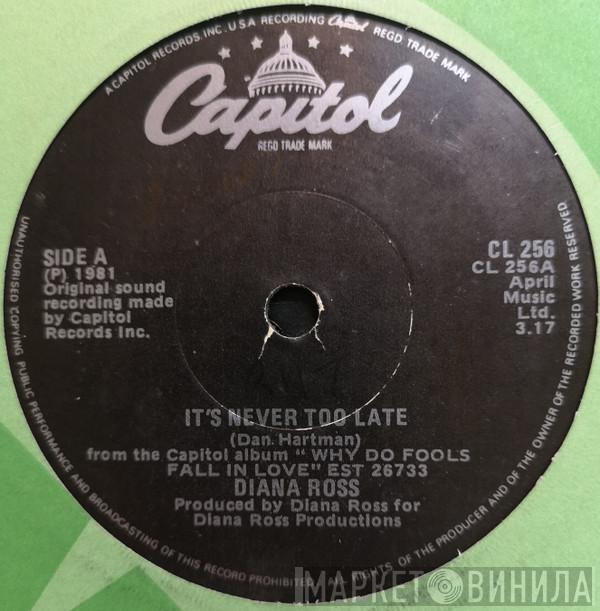 A CAPITOL RECORDS, INC. U.S.A RECORDING CAPITOL REGD TRADE MARK
Capitol
REGD TRADE MARK
SIDE A
(P) 1981
Original sound
recording made
by Capitol
Records Inc.
CL 256
CL 256A
April
Music
Ltd.
3.17
IT'S NEVER TOO LATE
(Dan. Hartman)
from the Capitol album " WHY DO FOOLS
FALL IN LOVE" EST 26733
DIANA ROSS
Produced by Diana Ross for
Diana Ross Productions
UNAUTHORISED COPYING PUBLIC PERFORMANCE AND BROADCASTING OF THIS RECORD PROHIBITED. ALL RIGHTS OF THE PRODUCER AND OF THE OWNER OF THE RECORDED WORK RESERVED.
МАРКЕТ ВИНИЛА